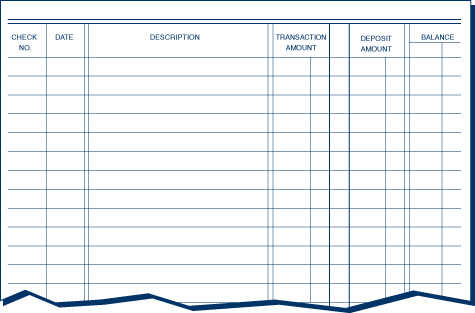 CHECK NO.
DATE
DESCRIPTION
TRANSACTION AMOUNT
DEPOSIT AMOUNT
BALANCE